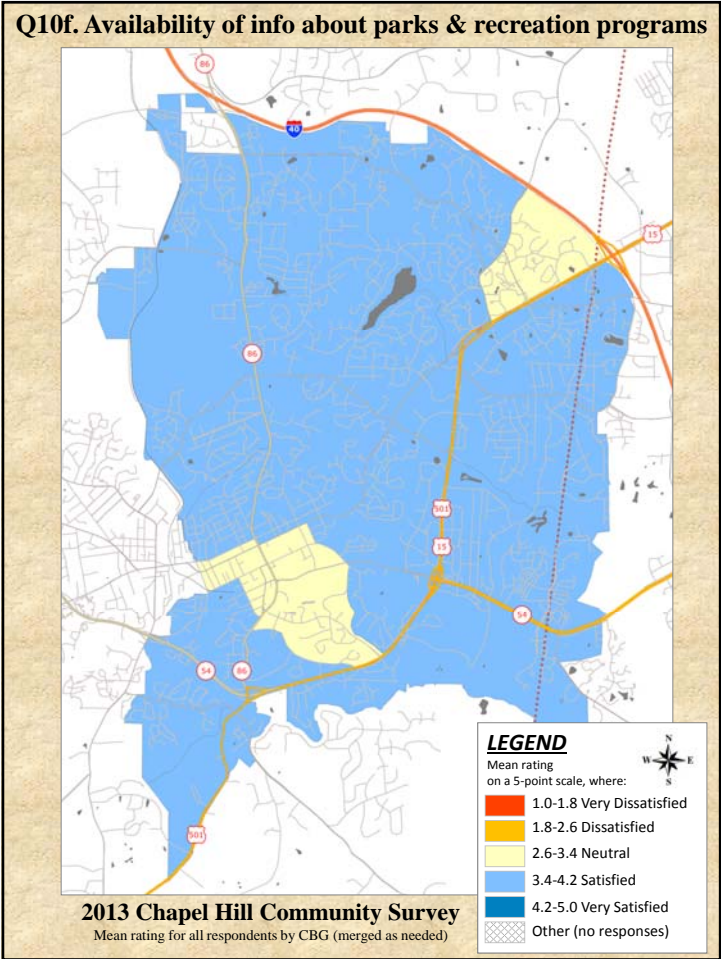 Q10f. Availability of info about parks & recreation programs
86
40
15
86
501
15
54
54
86
501
LEGEND
Mean rating
on a 5-point scale, where:
N
W E
S
1.0-1.8 Very Dissatisfied
1.8-2.6 Dissatisfied
2.6-3.4 Neutral
3.4-4.2 Satisfied
4.2-5.0 Very Satisfied
Other (no responses)
2013 Chapel Hill Community Survey
Mean rating for all respondents by CBG (merged as needed)